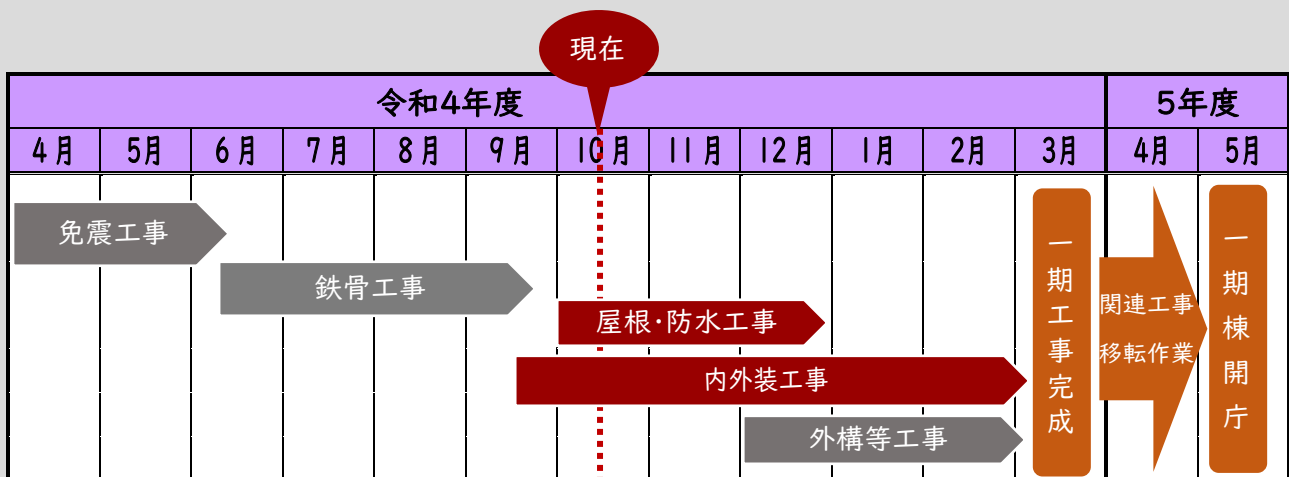 現在
令和4年度
5年度
4月
5月
6月
7月
8月
9月
10月
11月
12月
1月
2月
3月
4月
5月
免震工事
鉄骨工事
屋根・防水工事
内外装工事
外構等工事
一期工事完成
関連工事
移転作業
一期棟開庁